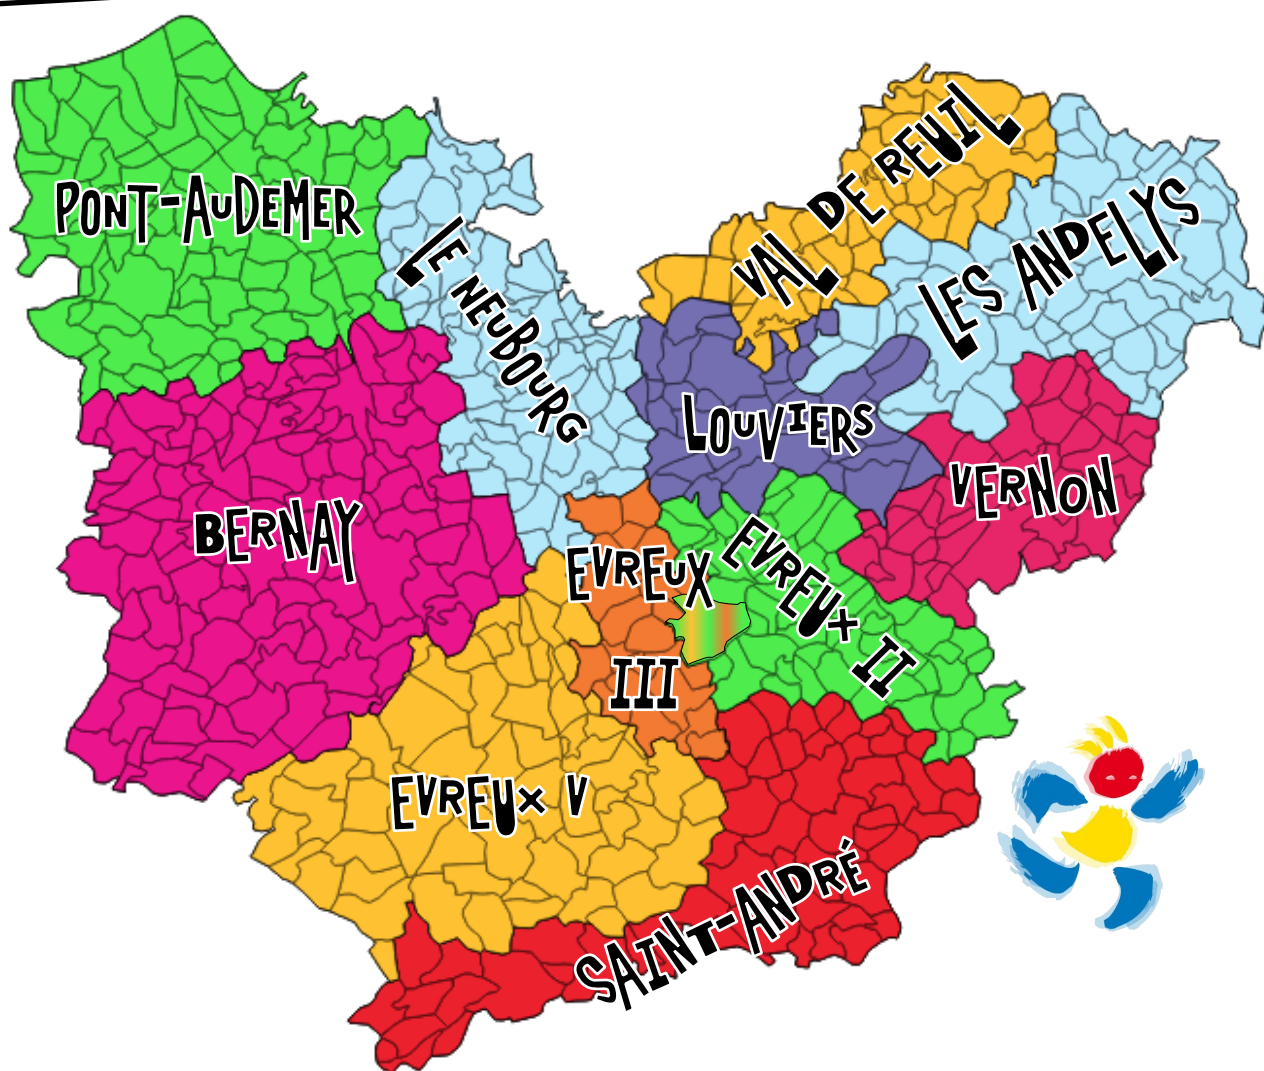 VAL DE REUIL
PONT-AUDEMER
LE NEUBOURG
LES ANDELYS
LOUVIERS
VERNON
BERNAY
EVREUX
III
EVREUX II
EVREUX V
SAINT-ANDRÉ